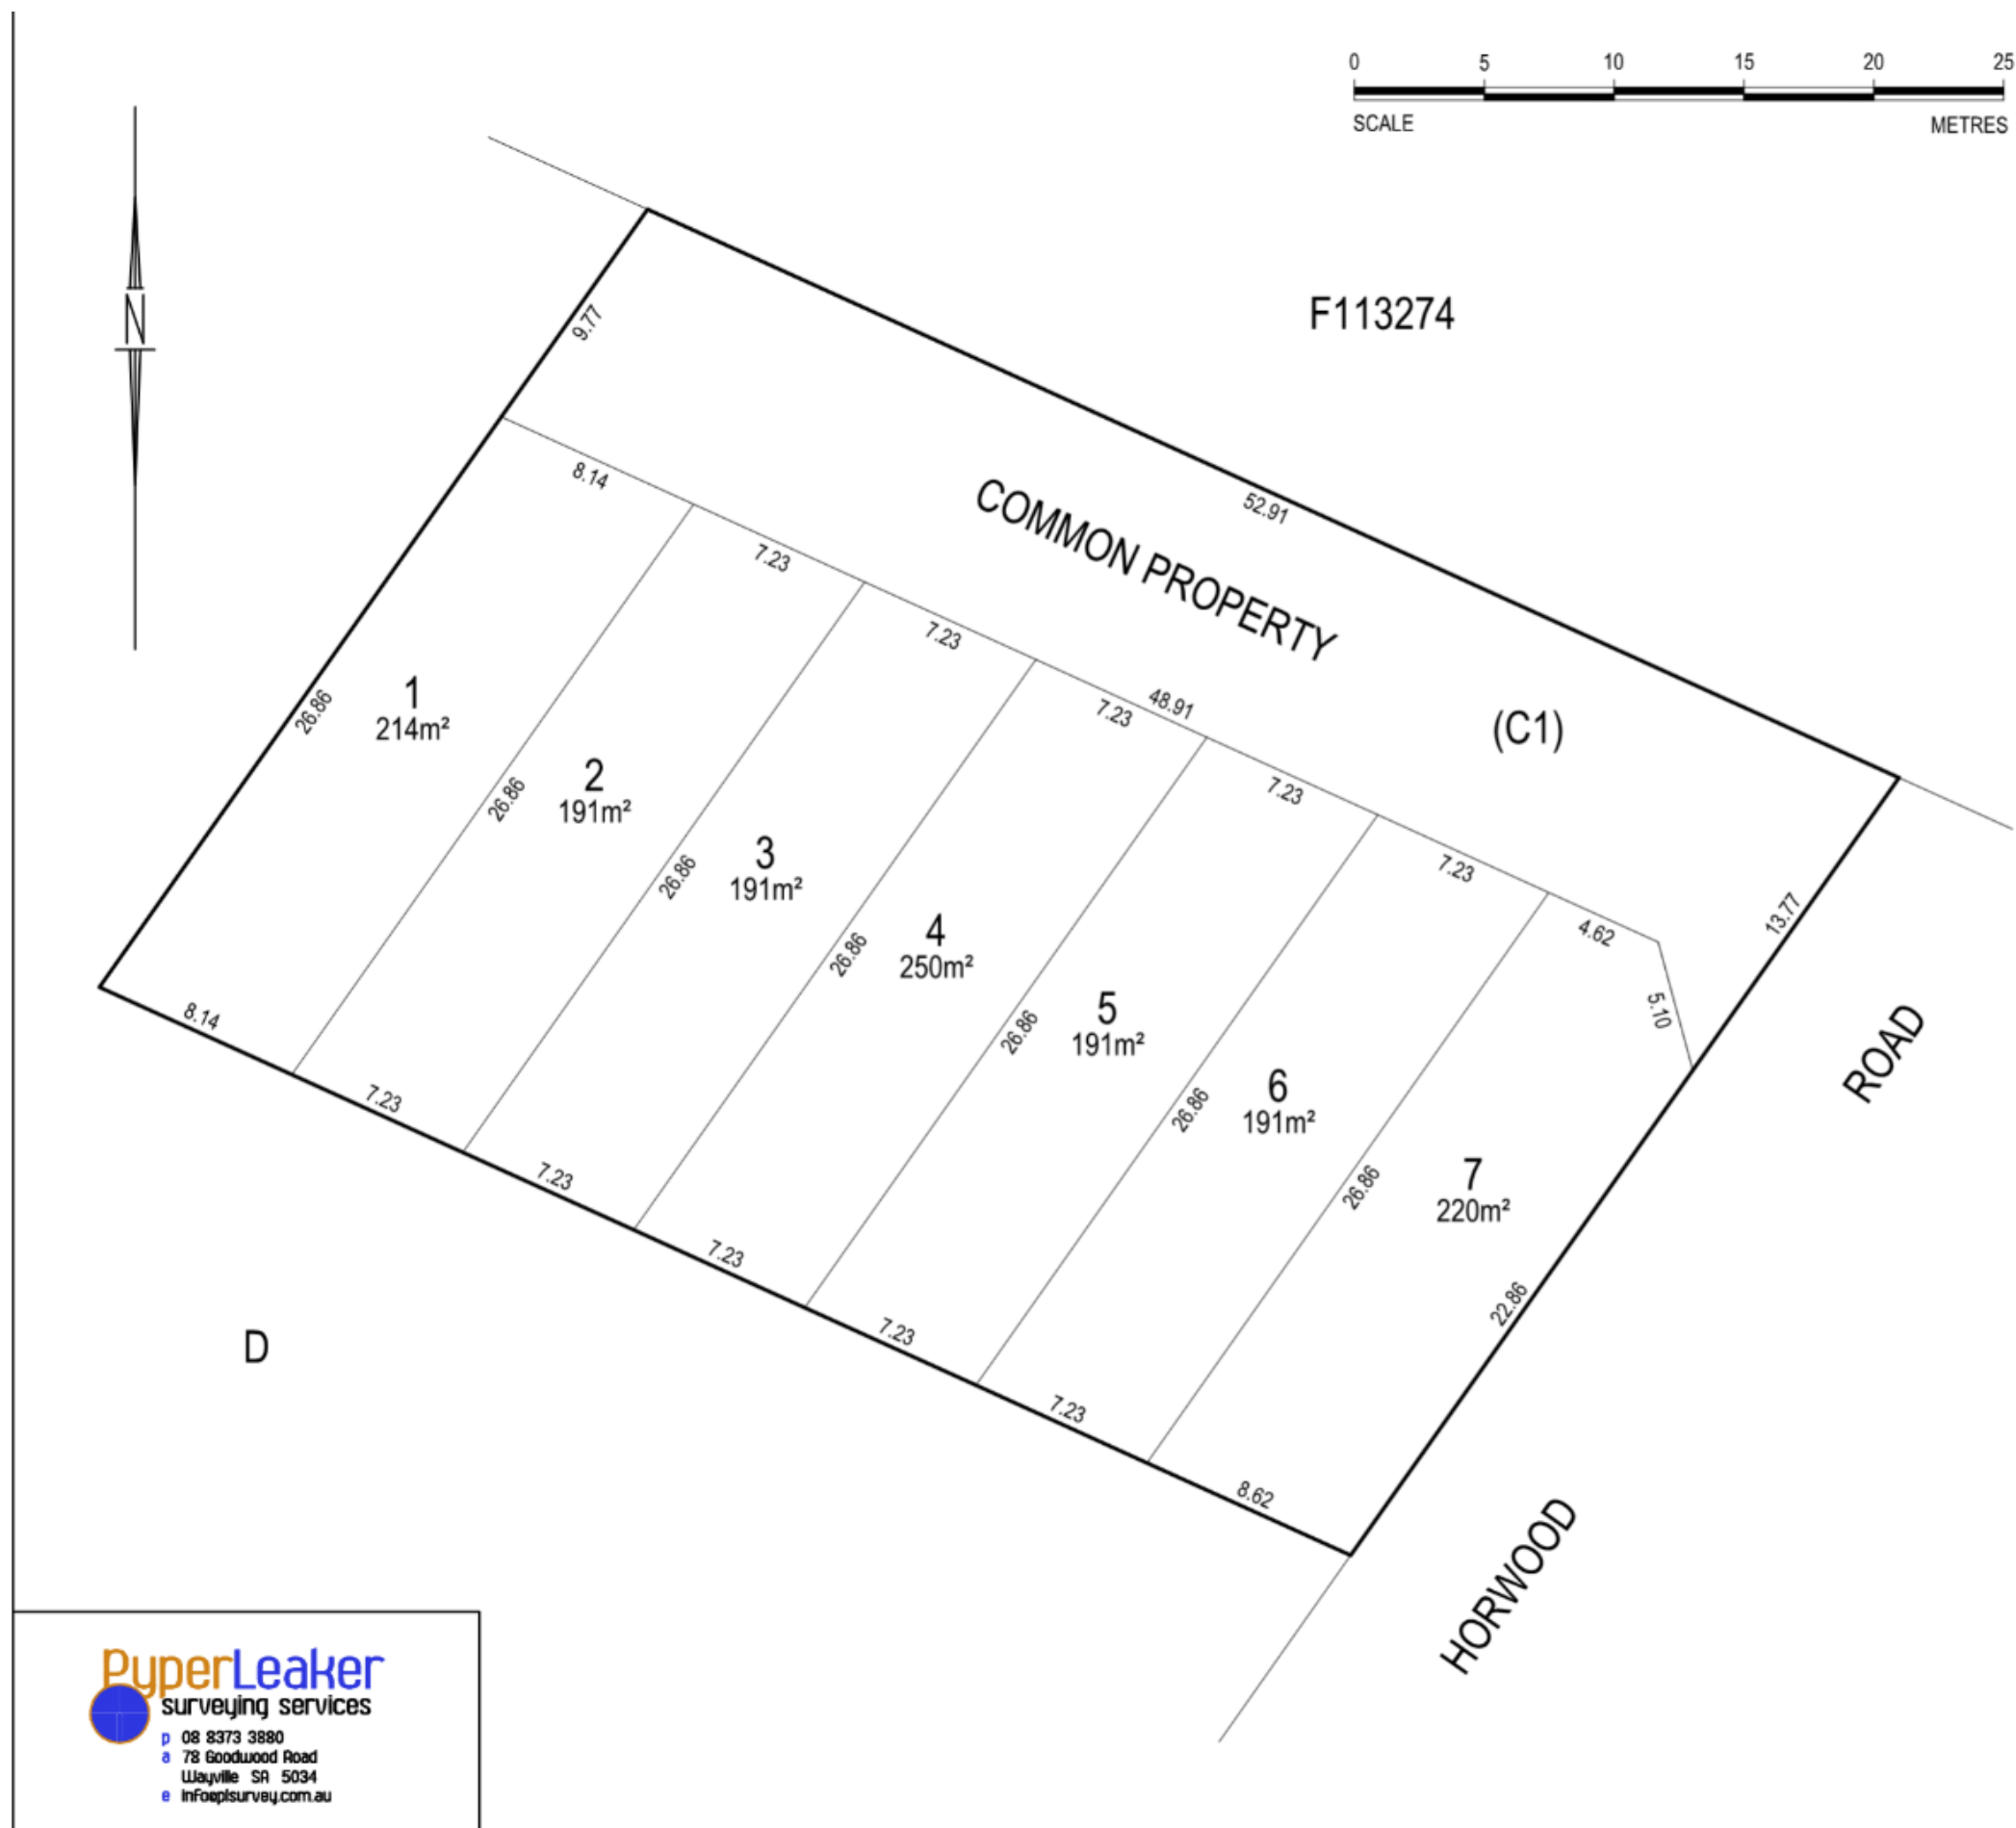 0 5 10 15 20 25
SCALE METRES
N
F113274
9.77
52.91
COMMON PROPERTY
(C1)
8.14
7.23
7.23
7.23
48.91
7.23
7.23
4.62
5.10
13.77
26.86
1
214m²
26.86
2
191m²
26.86
3
191m²
26.86
4
250m²
26.86
5
191m²
26.86
6
191m²
26.86
7
220m²
22.86
8.14
7.23
7.23
7.23
7.23
7.23
8.62
HORWOOD ROAD
D
PyperLeaker
surveying services
p 08 8373 3880
a 78 Goodwood Road
Wayville SA 5034
e info@plsurvey.com.au